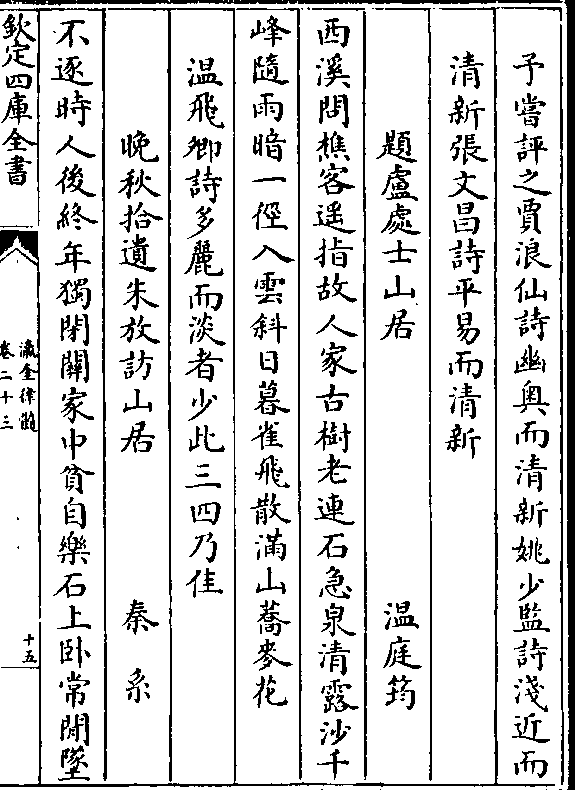 予嘗評之賈浪仙詩幽奥而清新姚少監詩淺近而
清新張文昌詩平易而清新
題盧處士山居　温庭筠
西溪問樵客遥指故人家古樹老連石急泉清露沙千
峰隨雨暗一徑入雲斜日暮雀飛散滿山蕎麥花
温飛卿詩多麗而淡者少此三四乃佳
晚秋拾遺朱放訪山居　秦系
不逐時人後終年獨閉關家中貧自樂石上卧常閒墜
欽定四庫全書
瀛奎律髓
卷二十三
十五